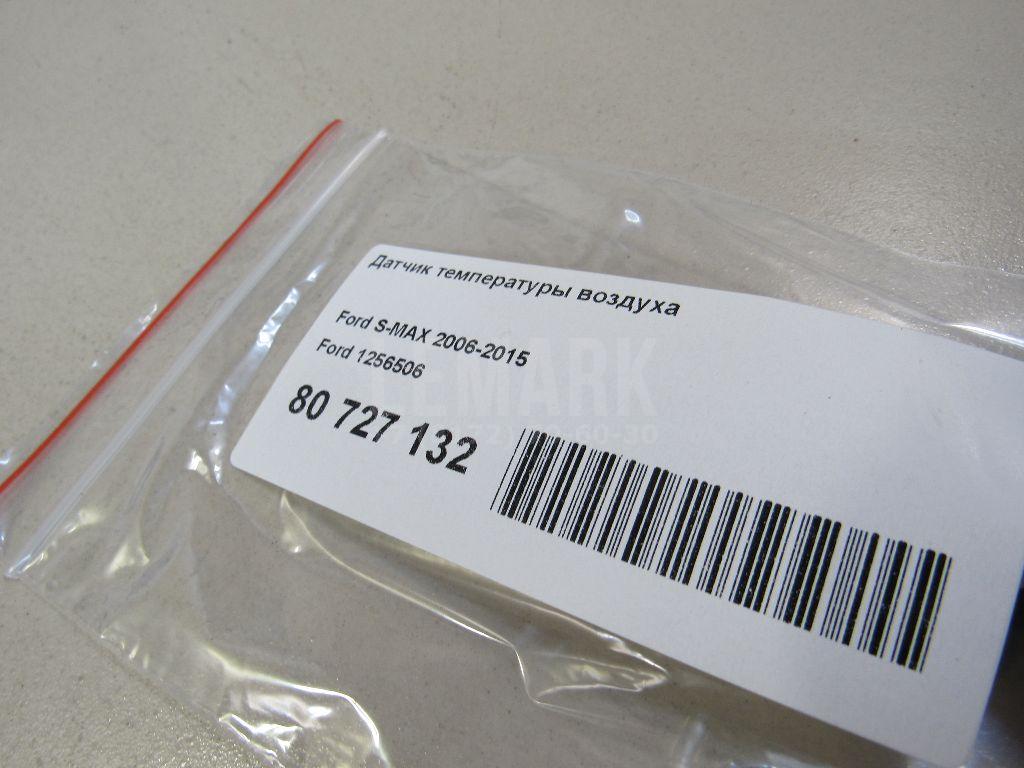 Датчик температуры воздуха
Ford S-MAX 2006-2015
Ford 1256506
80 727 132